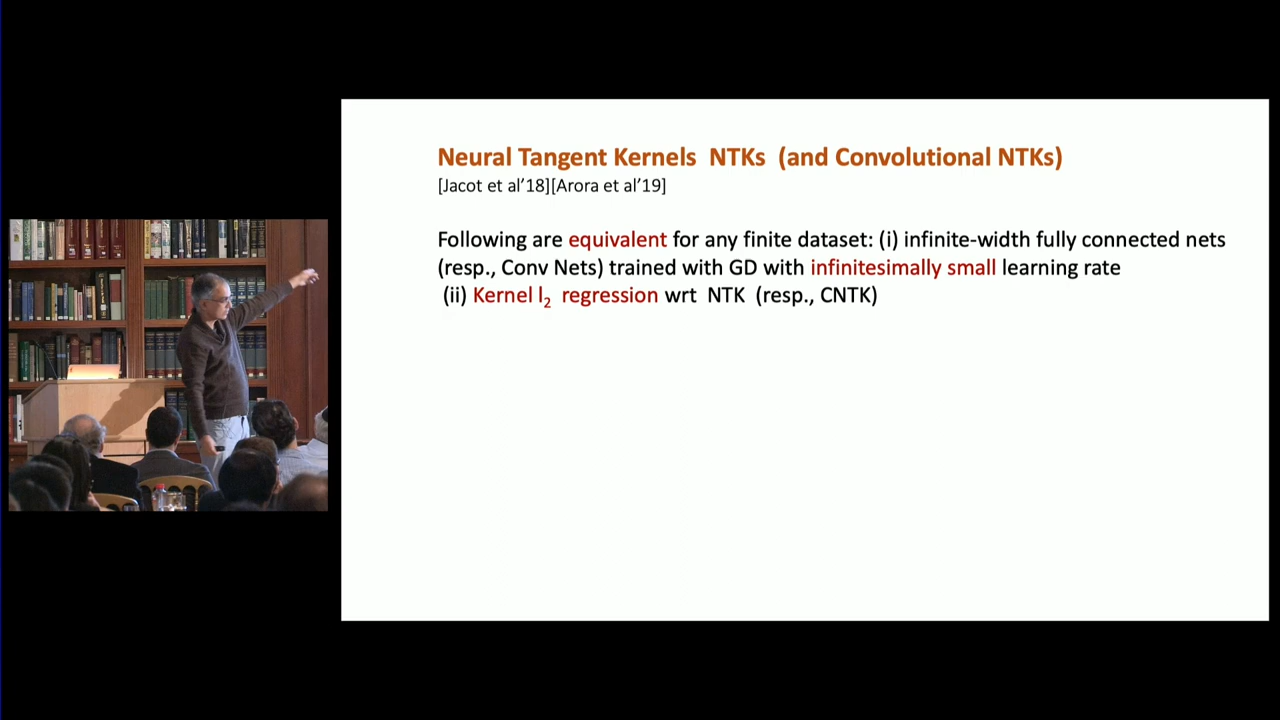 Neural Tangent Kernels NTKs (and Convolutional NTKs)
[Jacot et al’18][Arora et al’19]
Following are equivalent for any finite dataset: (i) infinite-width fully connected nets
(resp., Conv Nets) trained with GD with infinitesimally small learning rate
(ii) Kernel l₂ regression wrt NTK (resp., CNTK)